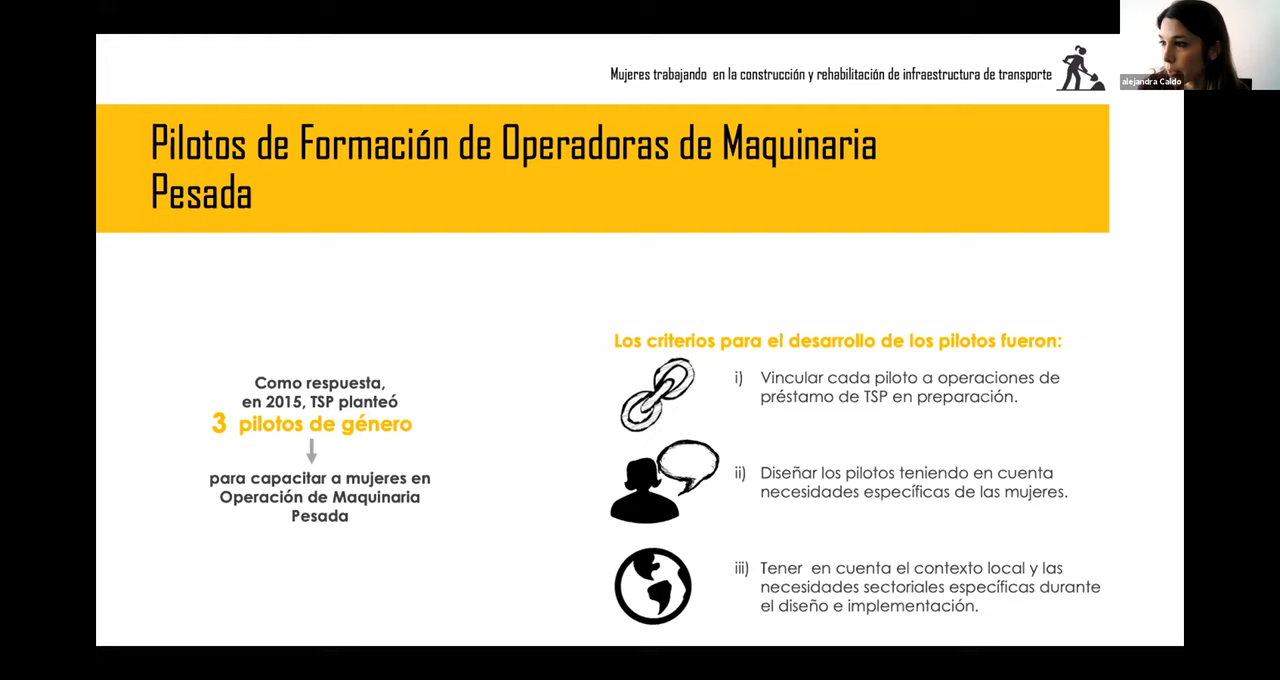 Mujeres trabajando en la construcción y rehabilitación de infraestructura de transporte
alejandra Caldo
Pilotos de Formación de Operadoras de Maquinaria
Pesada
Como respuesta,
en 2015, TSP planteó
3 pilotos de género
para capacitar a mujeres en
Operación de Maquinaria
Pesada
Los criterios para el desarrollo de los pilotos fueron:
i) Vincular cada piloto a operaciones de
préstamo de TSP en preparación.
ii) Diseñar los pilotos teniendo en cuenta
necesidades específicas de las mujeres.
iii) Tener en cuenta el contexto local y las
necesidades sectoriales específicas durante
el diseño e implementación.